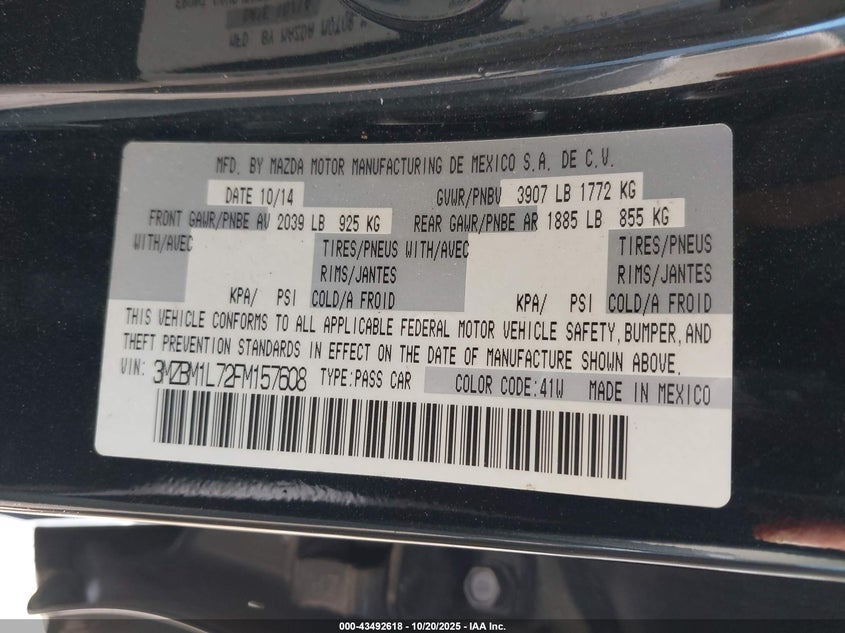 MFD. BY MAZDA MOTOR MANUFACTURING DE MEXICO S.A. DE C.V.
DATE 10/14 GVWR/PNBV 3907 LB 1772 KG
FRONT GAWR/PNBE AV 2039 LB 925 KG REAR GAWR/PNBE AR 1885 LB 855 KG
WITH/AVEC TIRES/PNEUS WITH/AVEC TIRES/PNEUS
RIMS/JANTES RIMS/JANTES
KPA/ PSI COLD/A FROID KPA/ PSI COLD/A FROID
THIS VEHICLE CONFORMS TO ALL APPLICABLE FEDERAL MOTOR VEHICLE SAFETY, BUMPER, AND
THEFT PREVENTION STANDARDS IN EFFECT ON THE DATE OF MANUFACTURE SHOWN ABOVE.
VIN: 3MZBM1L72FM157608 TYPE:PASS CAR COLOR CODE:41W MADE IN MEXICO
000-43492618 - 10/20/2025 - IAA Inc.